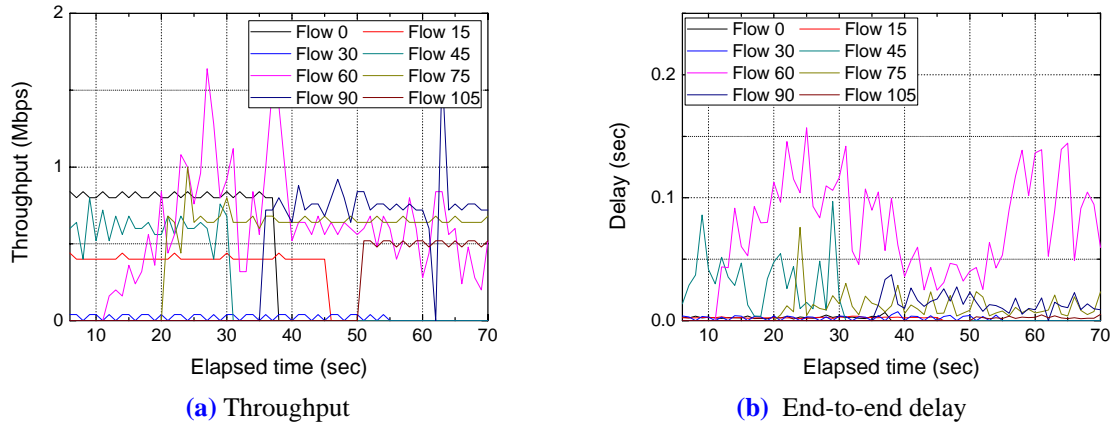 2
1
0
Throughput (Mbps)
Flow 0 Flow 15
Flow 30 Flow 45
Flow 60 Flow 75
Flow 90 Flow 105
10 20 30 40 50 60 70
Elapsed time (sec)
(a) Throughput
0.2
0.1
0.0
Delay (sec)
Flow 0 Flow 15
Flow 30 Flow 45
Flow 60 Flow 75
Flow 90 Flow 105
10 20 30 40 50 60 70
Elapsed time (sec)
(b) End-to-end delay